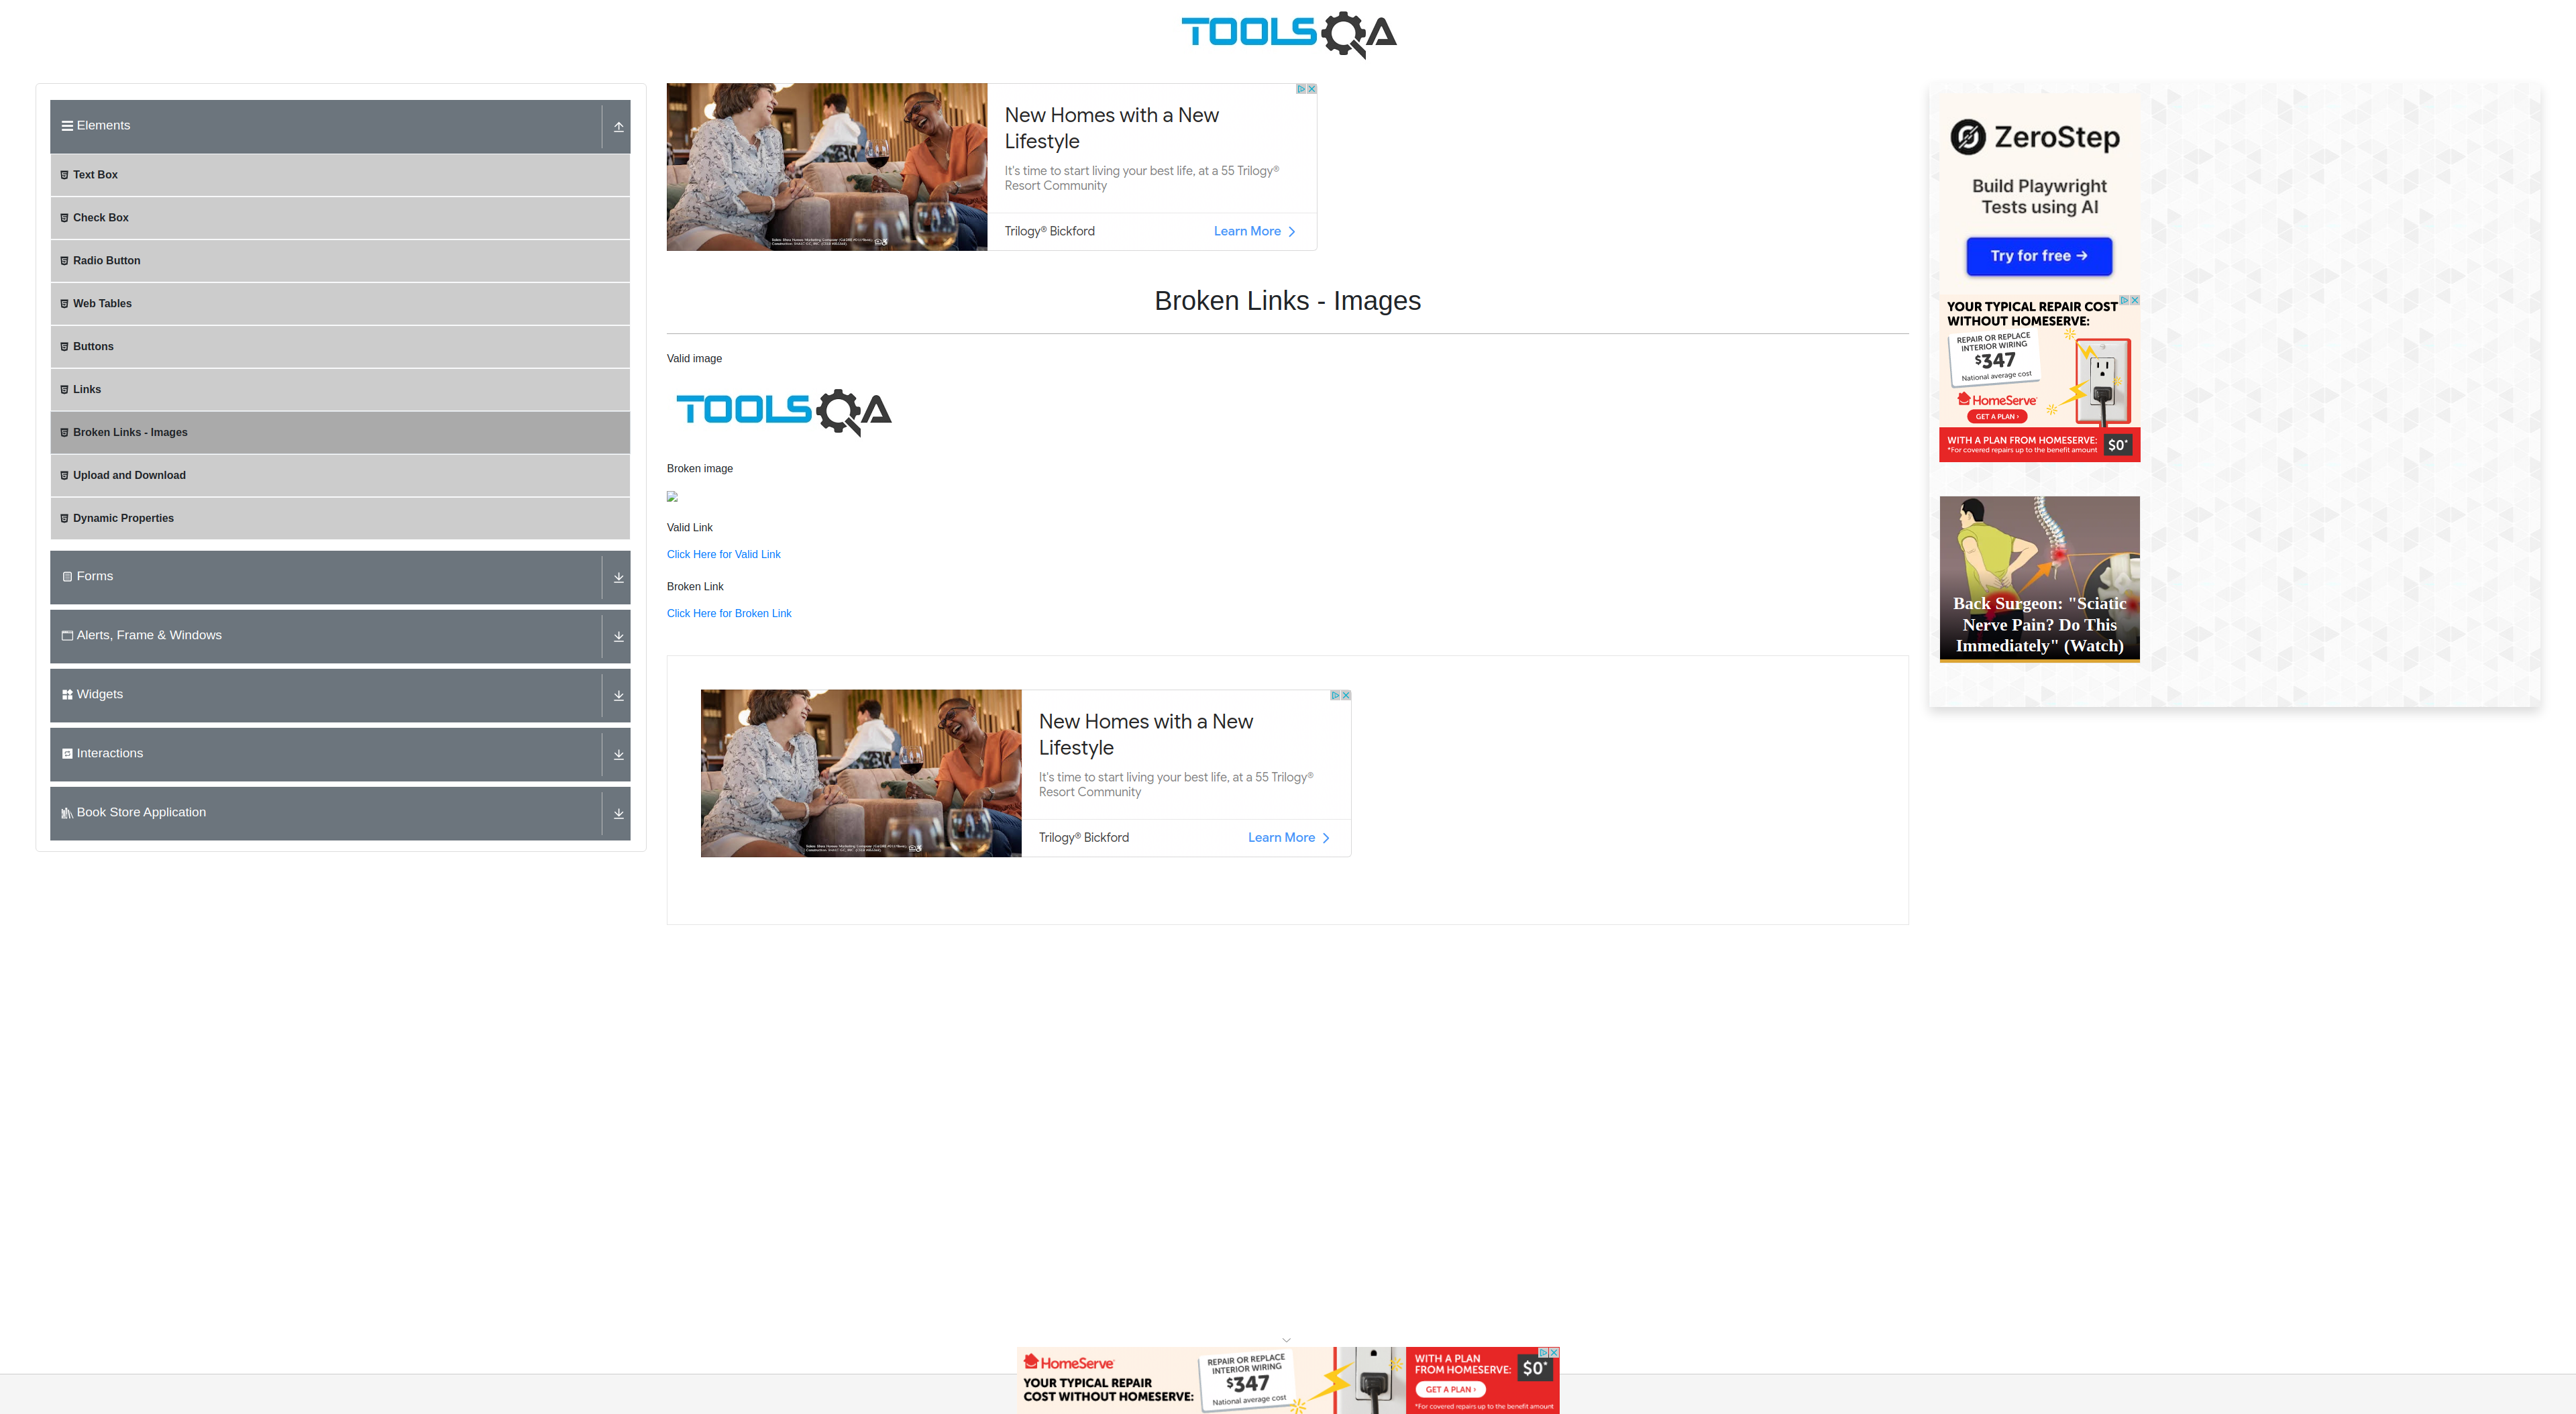 TOOLSQA
Elements
Text Box
Check Box
Radio Button
Web Tables
Buttons
Links
Broken Links - Images
Upload and Download
Dynamic Properties
Forms
Alerts, Frame & Windows
Widgets
Interactions
Book Store Application
New Homes with a New
Lifestyle
It's time to start living your best life, at a 55 Trilogy®
Resort Community
Trilogy® Bickford
Learn More
Broken Links - Images
Valid image
TOOLSQA
Broken image
Valid Link
Click Here for Valid Link
Broken Link
Click Here for Broken Link
New Homes with a New
Lifestyle
It's time to start living your best life, at a 55 Trilogy®
Resort Community
Trilogy® Bickford
Learn More
ZeroStep
Build Playwright
Tests using AI
Try for free →
YOUR TYPICAL REPAIR COST
WITHOUT HOMESERVE:
REPAIR OR REPLACE
INTERIOR WIRING
$347
National average cost
HomeServe
GET A PLAN ›
WITH A PLAN FROM HOMESERVE:
*For covered repairs up to the benefit amount
$0*
Back Surgeon: "Sciatic
Nerve Pain? Do This
Immediately" (Watch)
HomeServe
YOUR TYPICAL REPAIR
COST WITHOUT HOMESERVE:
REPAIR OR REPLACE
INTERIOR WIRING
$347
National average cost
WITH A PLAN
FROM HOMESERVE:
$0*
GET A PLAN ›
*For covered repairs up to the benefit amount